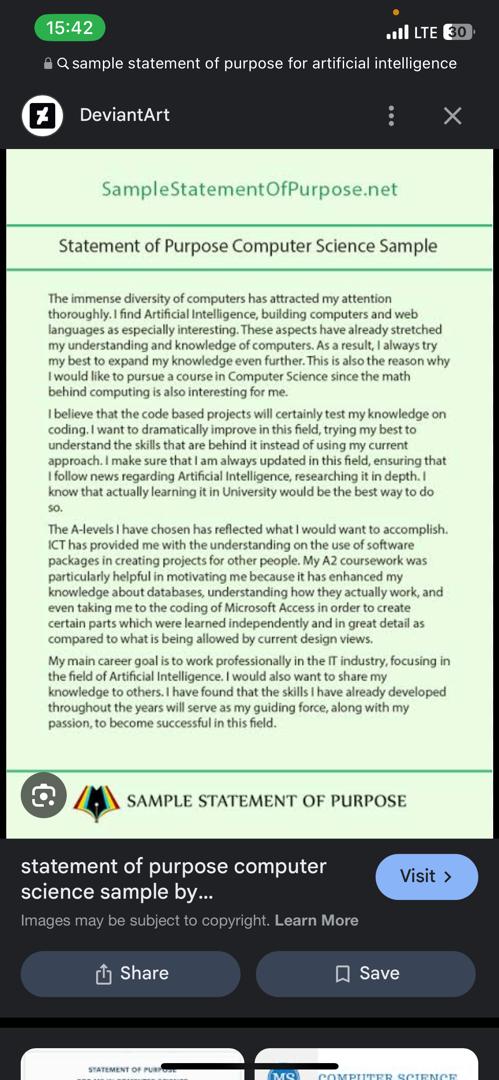 15:42
LTE 30
sample statement of purpose for artificial intelligence
DeviantArt
SampleStatementOfPurpose.net
Statement of Purpose Computer Science Sample
The immense diversity of computers has attracted my attention
thoroughly. I find Artificial Intelligence, building computers and web
languages as especially interesting. These aspects have already stretched
my understanding and knowledge of computers. As a result, I always try
my best to expand my knowledge even further. This is also the reason why
I would like to pursue a course in Computer Science since the math
behind computing is also interesting for me.
I believe that the code based projects will certainly test my knowledge on
coding. I want to dramatically improve in this field, trying my best to
understand the skills that are behind it instead of using my current
approach. I make sure that I am always updated in this field, ensuring that
I follow news regarding Artificial Intelligence, researching it in depth. I
know that actually learning it in University would be the best way to do
so.
The A-levels I have chosen has reflected what I would want to accomplish.
ICT has provided me with the understanding on the use of software
packages in creating projects for other people. My A2 coursework was
particularly helpful in motivating me because it has enhanced my
knowledge about databases, understanding how they actually work, and
even taking me to the coding of Microsoft Access in order to create
certain parts which were learned independently and in great detail as
compared to what is being allowed by current design views.
My main career goal is to work professionally in the IT industry, focusing in
the field of Artificial Intelligence. I would also want to share my
knowledge to others. I have found that the skills I have already developed
throughout the years will serve as my guiding force, along with my
passion, to become successful in this field.
SAMPLE STATEMENT OF PURPOSE
statement of purpose computer
science sample by...
Visit
Images may be subject to copyright. Learn More
Share
Save
STATEMENT OF PURPOSE
MS COMPUTER SCIENCE